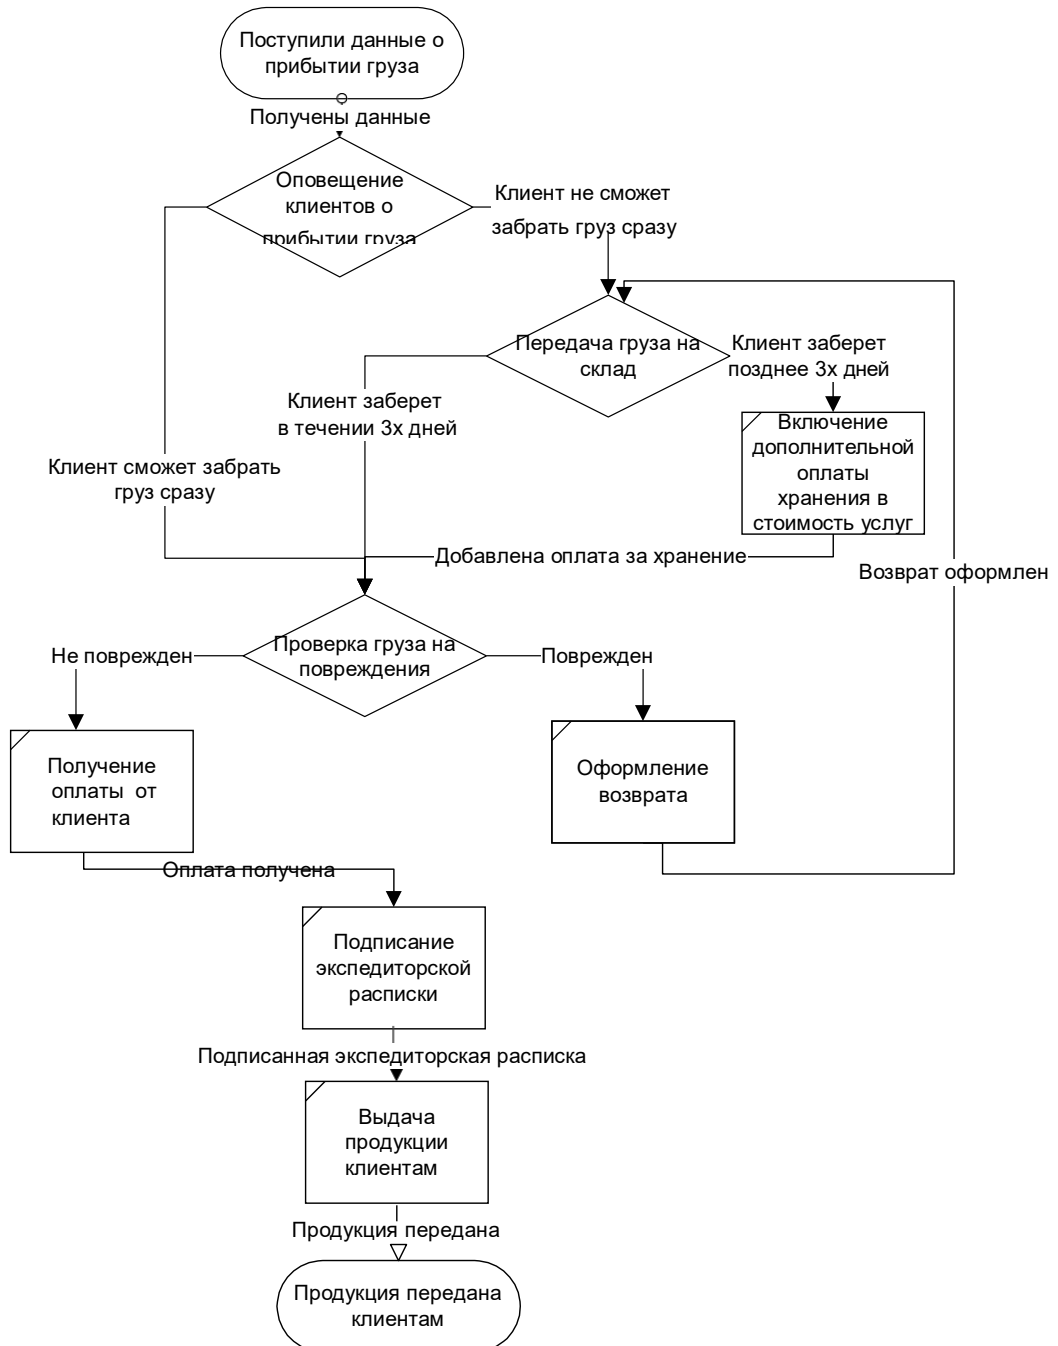 Поступили данные о
прибытии груза
Получены данные
Оповещение
клиентов о
прибытии груза
Клиент не сможет
забрать груз сразу
Передача груза на
склад
Клиент заберет
позднее 3х дней
Клиент заберет
в течении 3х дней
Включение
дополнительной
оплаты
хранения в
стоимость услуг
Клиент сможет забрать
груз сразу
Добавлена оплата за хранение
Возврат оформлен
Проверка груза на
повреждения
Не поврежден
Поврежден
Получение
оплаты от
клиента
Оформление
возврата
Оплата получена
Подписание
экспедиторской
расписки
Подписанная экспедиторская расписка
Выдача
продукции
клиентам
Продукция передана
Продукция передана
клиентам